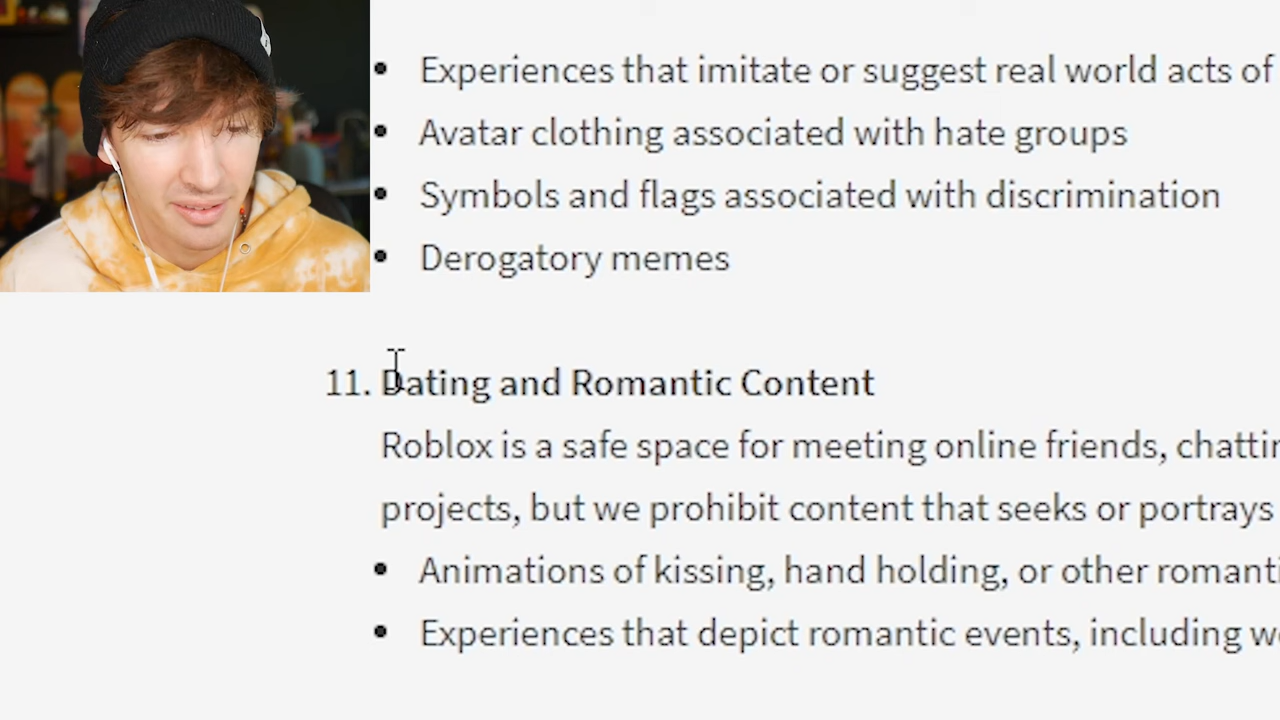 Experiences that imitate or suggest real world acts of
Avatar clothing associated with hate groups
Symbols and flags associated with discrimination
Derogatory memes
11. Dating and Romantic Content
Roblox is a safe space for meeting online friends,
projects, but we prohibit content that seeks or portrays
Animations of kissing, hand holding, or other
Experiences that depict romantic events, including